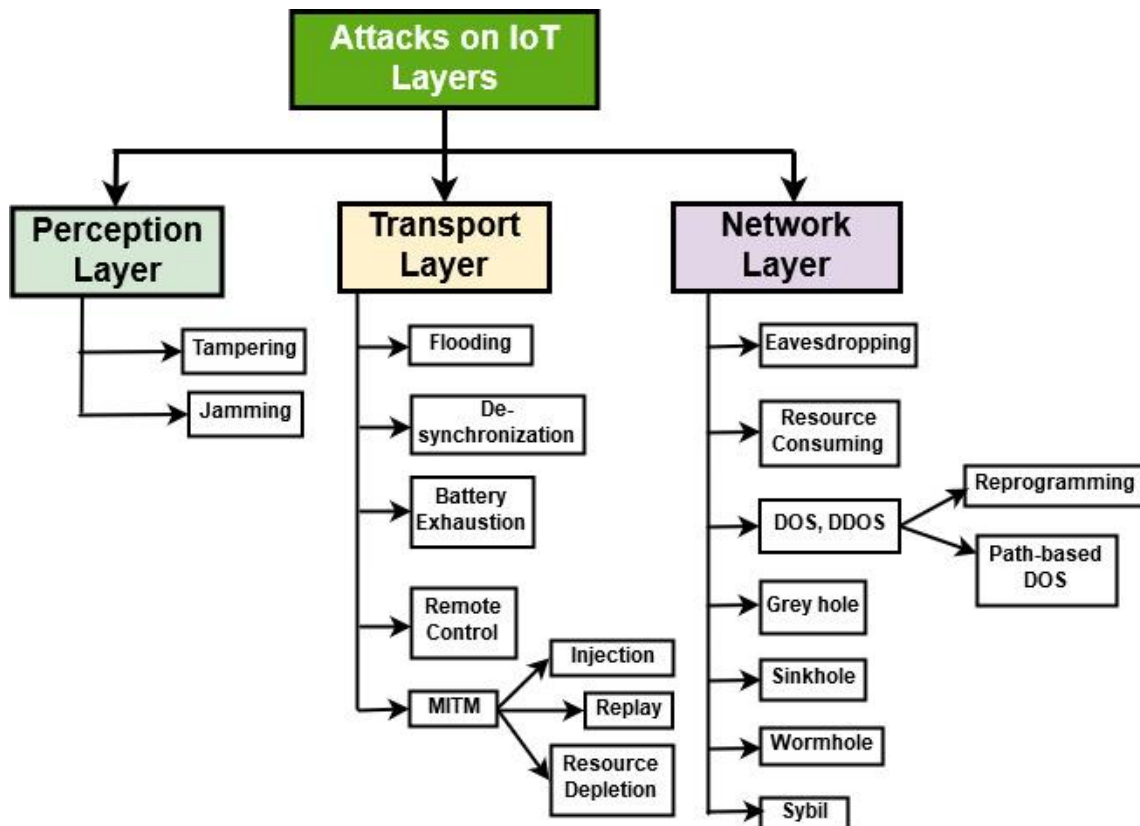 Attacks on IoT
Layers
Perception
Layer
Tampering
Jamming
Transport
Layer
Flooding
De-
synchronization
Battery
Exhaustion
Remote
Control
MITM
Injection
Replay
Resource
Depletion
Network
Layer
Eavesdropping
Resource
Consuming
DOS, DDOS
Reprogramming
Path-based
DOS
Grey hole
Sinkhole
Wormhole
Sybil